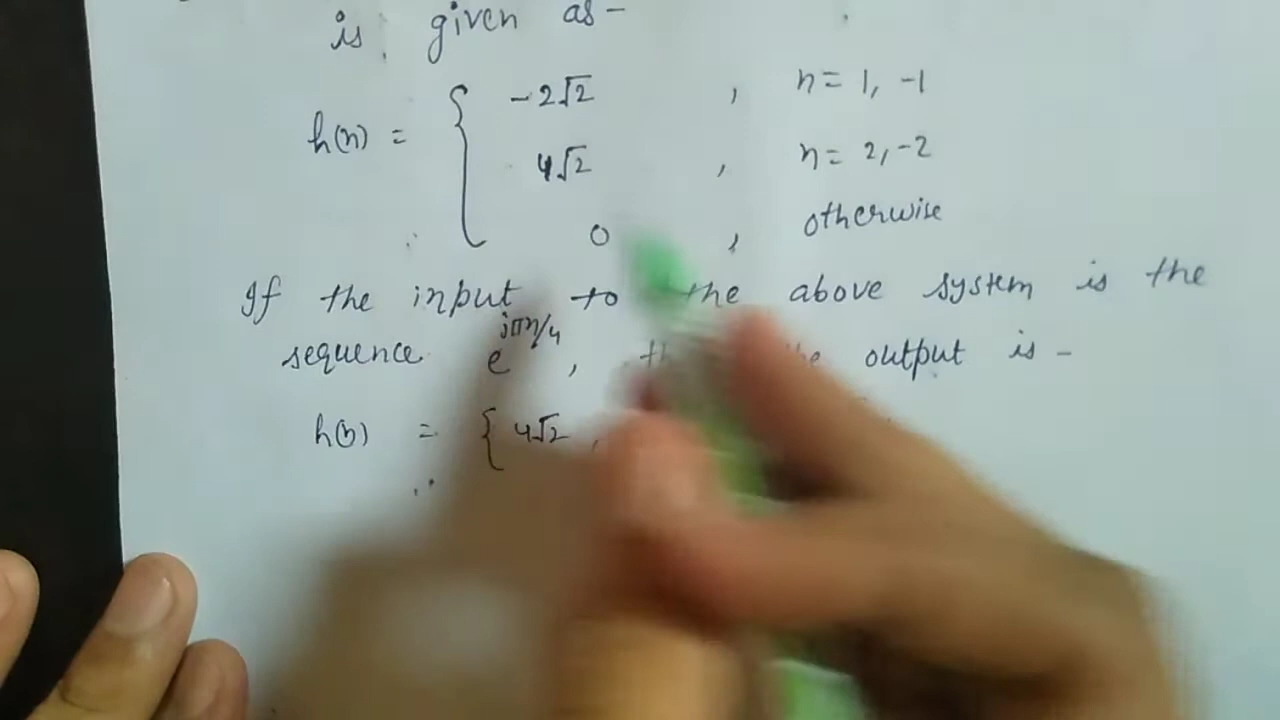 is given as-
h(n) = { -2√2 , n = 1, -1
4√2 , n = 2, -2
0 , otherwise
If the input to the above system is the
sequence e^jπn/4, output is -
h(n) = { 4√2 ,